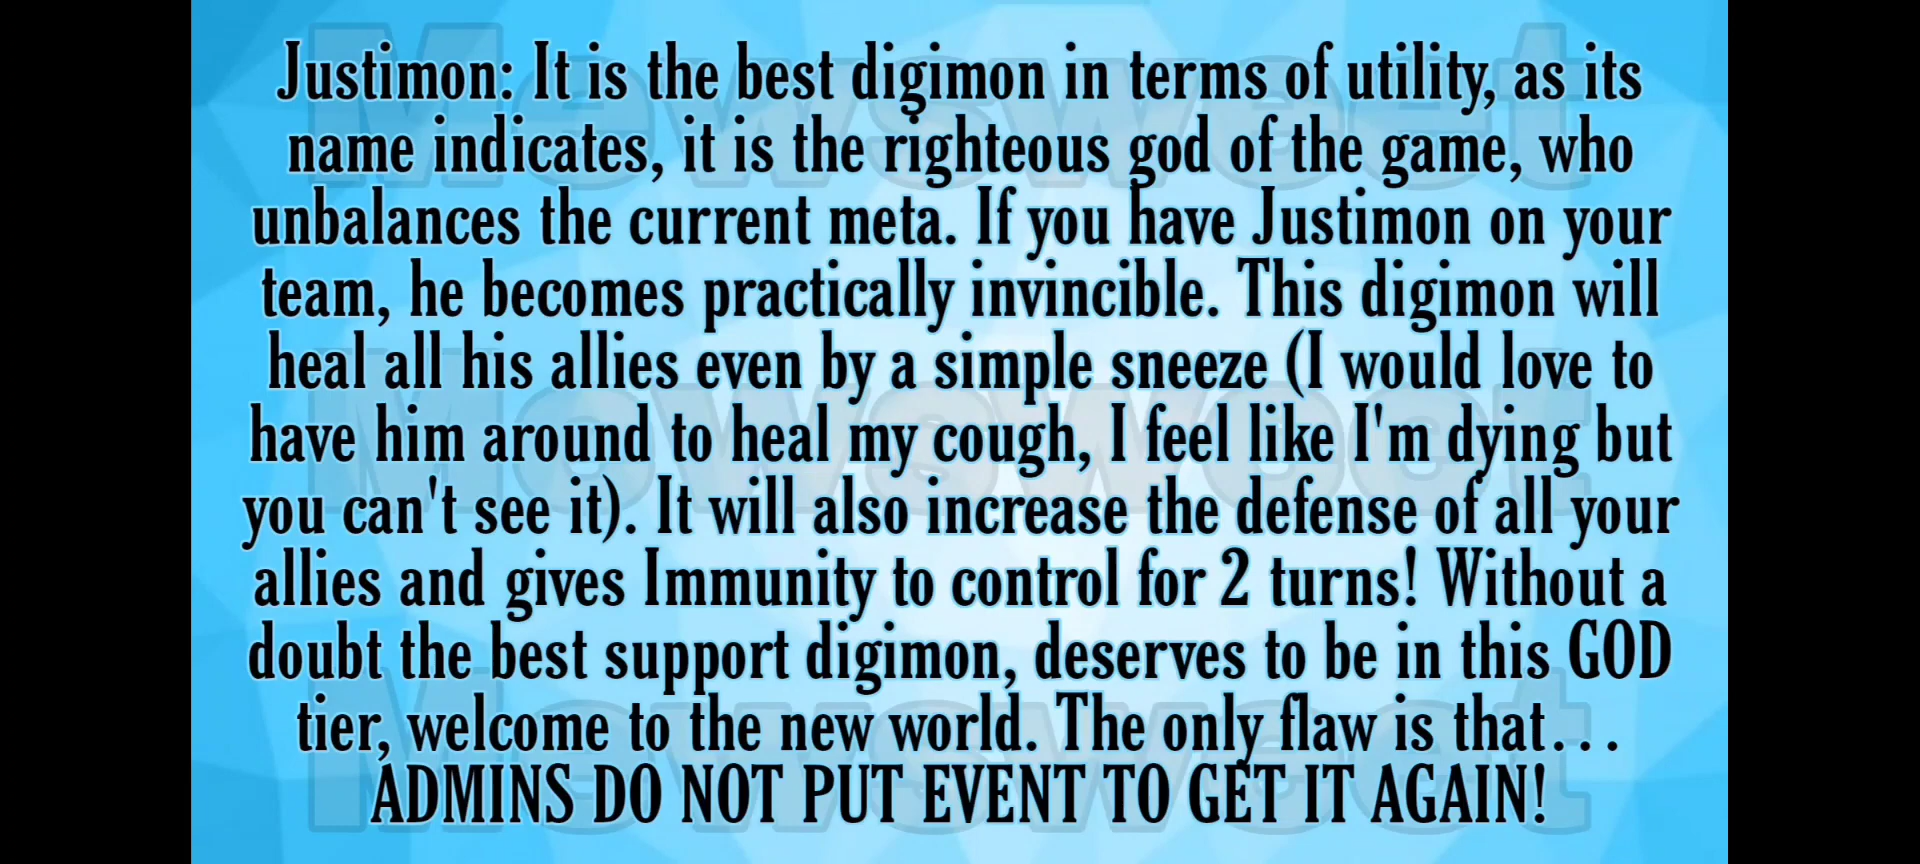 Justimon: It is the best digimon in terms of utility, as its
name indicates, it is the righteous god of the game, who
unbalances the current meta. If you have Justimon on your
team, he becomes practically invincible. This digimon will
heal all his allies even by a simple sneeze (I would love to
have him around to heal my cough, I feel like I'm dying but
you can't see it). It will also increase the defense of all your
allies and gives Immunity to control for 2 turns! Without a
doubt the best support digimon, deserves to be in this GOD
tier, welcome to the new world. The only flaw is that...
ADMINS DO NOT PUT EVENT TO GET IT AGAIN!
Mewsweet
Mewsweet
Mewsweet